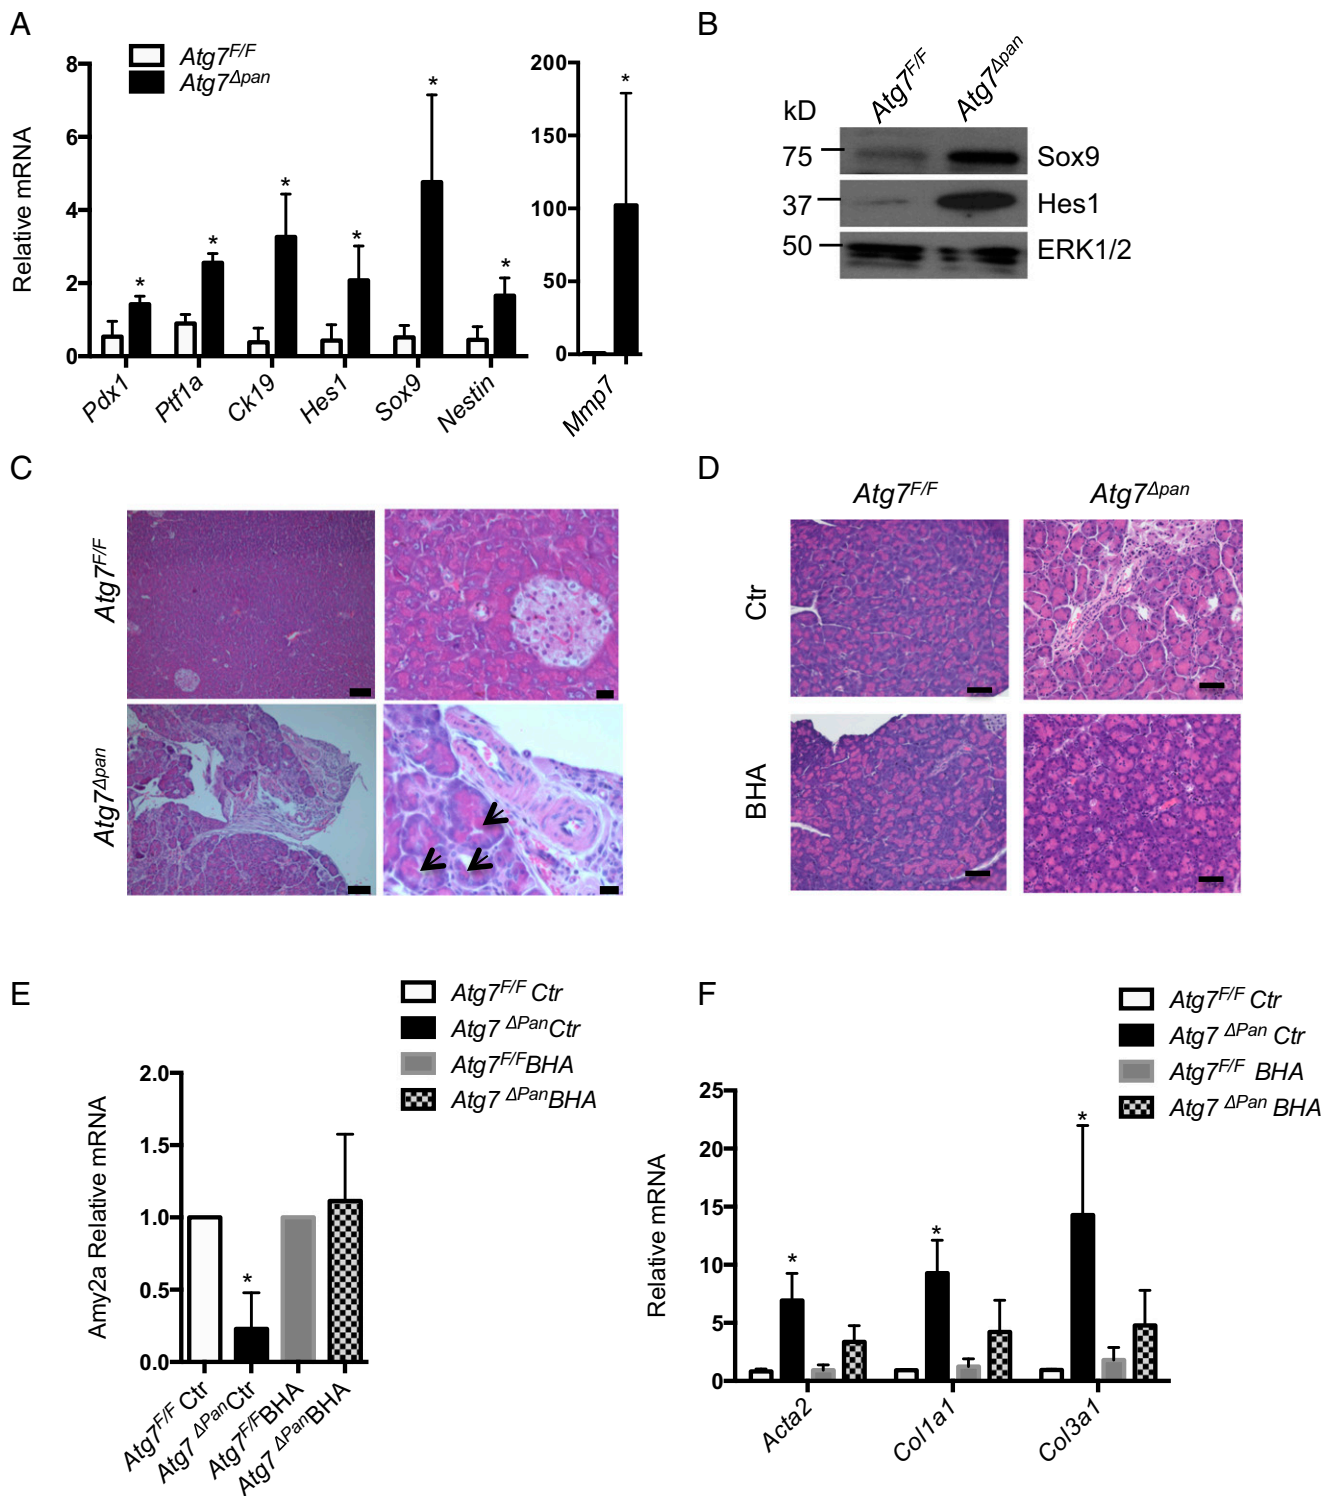 A
Atg7F/F
Atg7Δpan
Relative mRNA
8
6
4
2
0
200
150
100
50
0
*
*
*
*
*
*
*
Pdx1
Ptf1a
Ck19
Hes1
Sox9
Nestin
Mmp7
B
Atg7F/F
Atg7Δpan
kD
75
Sox9
37
Hes1
50
ERK1/2
C
Atg7F/F
Atg7Δpan
D
Atg7F/F
Atg7Δpan
Ctr
BHA
E
Atg7F/F Ctr
Atg7 ΔPanCtr
Atg7F/FBHA
Atg7 ΔPanBHA
Amy2a Relative mRNA
2.0
1.5
1.0
0.5
0.0
*
Atg7F/F Ctr
Atg7 ΔPanCtr
Atg7F/FBHA
Atg7 ΔPanBHA
F
Atg7F/F Ctr
Atg7 ΔPan Ctr
Atg7F/F BHA
Atg7 ΔPan BHA
Relative mRNA
25
20
15
10
5
0
*
*
*
Acta2
Col1a1
Col3a1